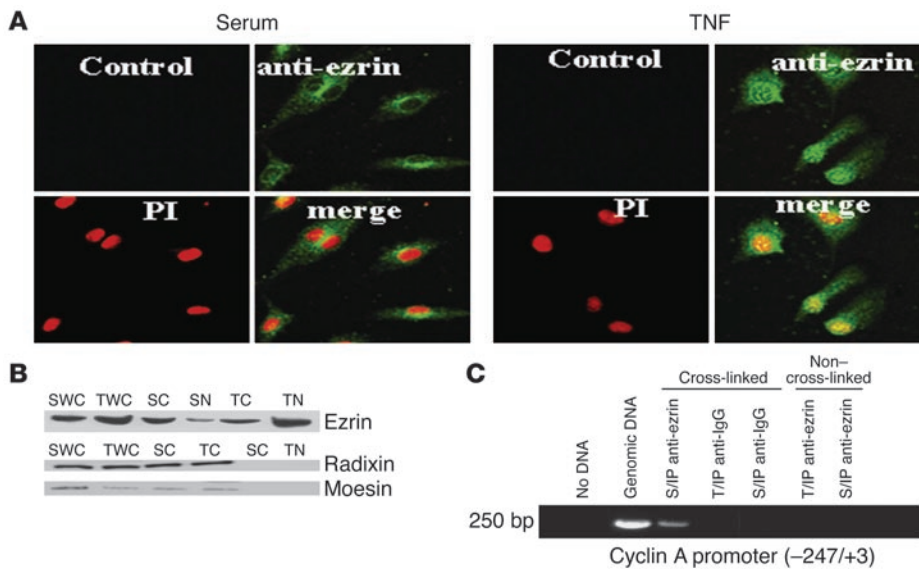 A
Serum
TNF
Control
anti-ezrin
Control
anti-ezrin
PI
merge
PI
merge
B
SWC TWC SC SN TC TN
Ezrin
SWC TWC SC TC SC TN
Radixin
Moesin
C
Cross-linked
Non–
cross-linked
No DNA
Genomic DNA
S/IP anti-ezrin
T/IP anti-IgG
S/IP anti-IgG
T/IP anti-ezrin
S/IP anti-ezrin
250 bp
Cyclin A promoter (–247/+3)